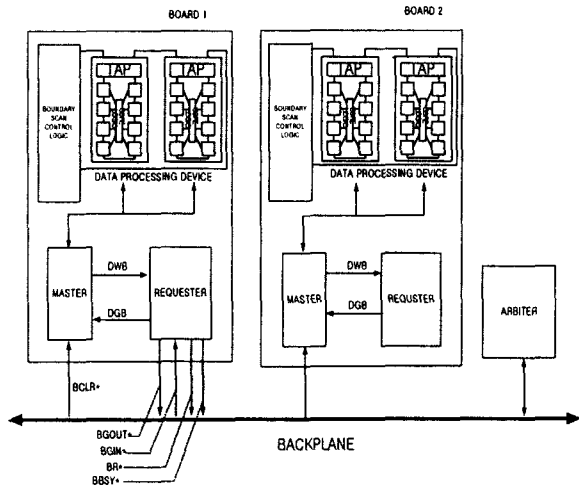 BOARD 1
BOARD 2
TAP
TAP
TAP
TAP
BOUNDARY
SCAN
CONTROL
LOGIC
BOUNDARY
SCAN
CONTROL
LOGIC
DATA PROCESSING DEVICE
DATA PROCESSING DEVICE
MASTER
DWB
DGB
REQUESTER
MASTER
DWB
DGB
REQUSTER
ARBITER
BCLR*
BGOUT*
BGIN*
BR*
BBSY*
BACKPLANE